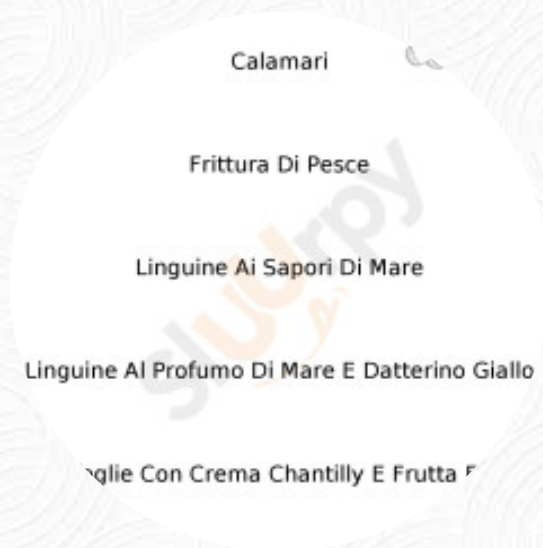 Calamari
Frittura Di Pesce
Linguine Ai Sapori Di Mare
sluurpy
Linguine Al Profumo Di Mare E Datterino Giallo
Con Crema Chantilly E Frutta